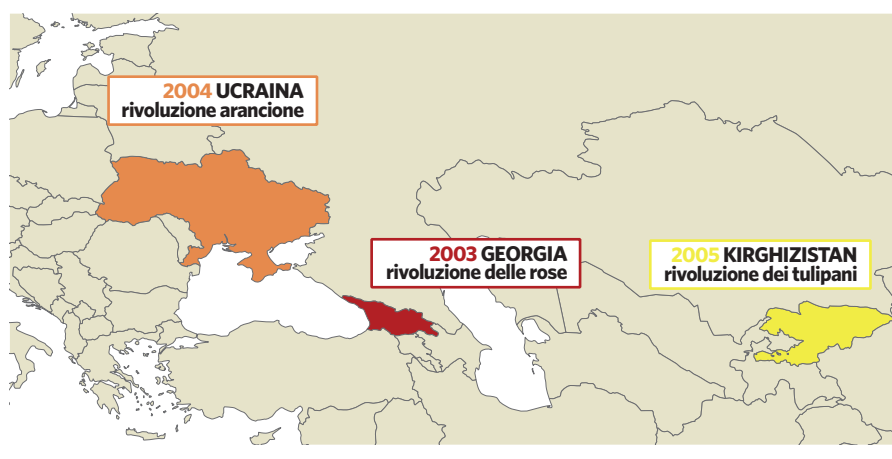 2004 UCRAINA
rivoluzione arancione
2003 GEORGIA
rivoluzione delle rose
2005 KIRGHIZISTAN
rivoluzione dei tulipani